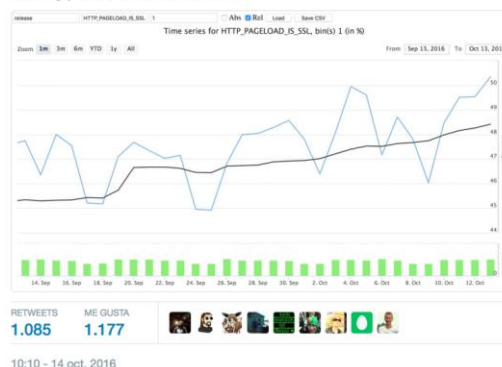 release HTTP_PAGELOAD_IS_SSL 1 Abs Rel Load Save CSV
Time series for HTTP_PAGELOAD_IS_SSL, bin(s) 1 (in %)
Zoom 1m 3m 6m YTD 1y All From Sep 13, 2016 To Oct 13, 201
50
49
48
47
46
45
44
0
14. Sep 16. Sep 18. Sep 20. Sep 22. Sep 24. Sep 26. Sep 28. Sep 30. Sep 2. Oct 4. Oct 6. Oct 8. Oct 10. Oct 12. Oct
RETWEETS ME GUSTA
1.085 1.177
10:10 - 14 oct. 2016